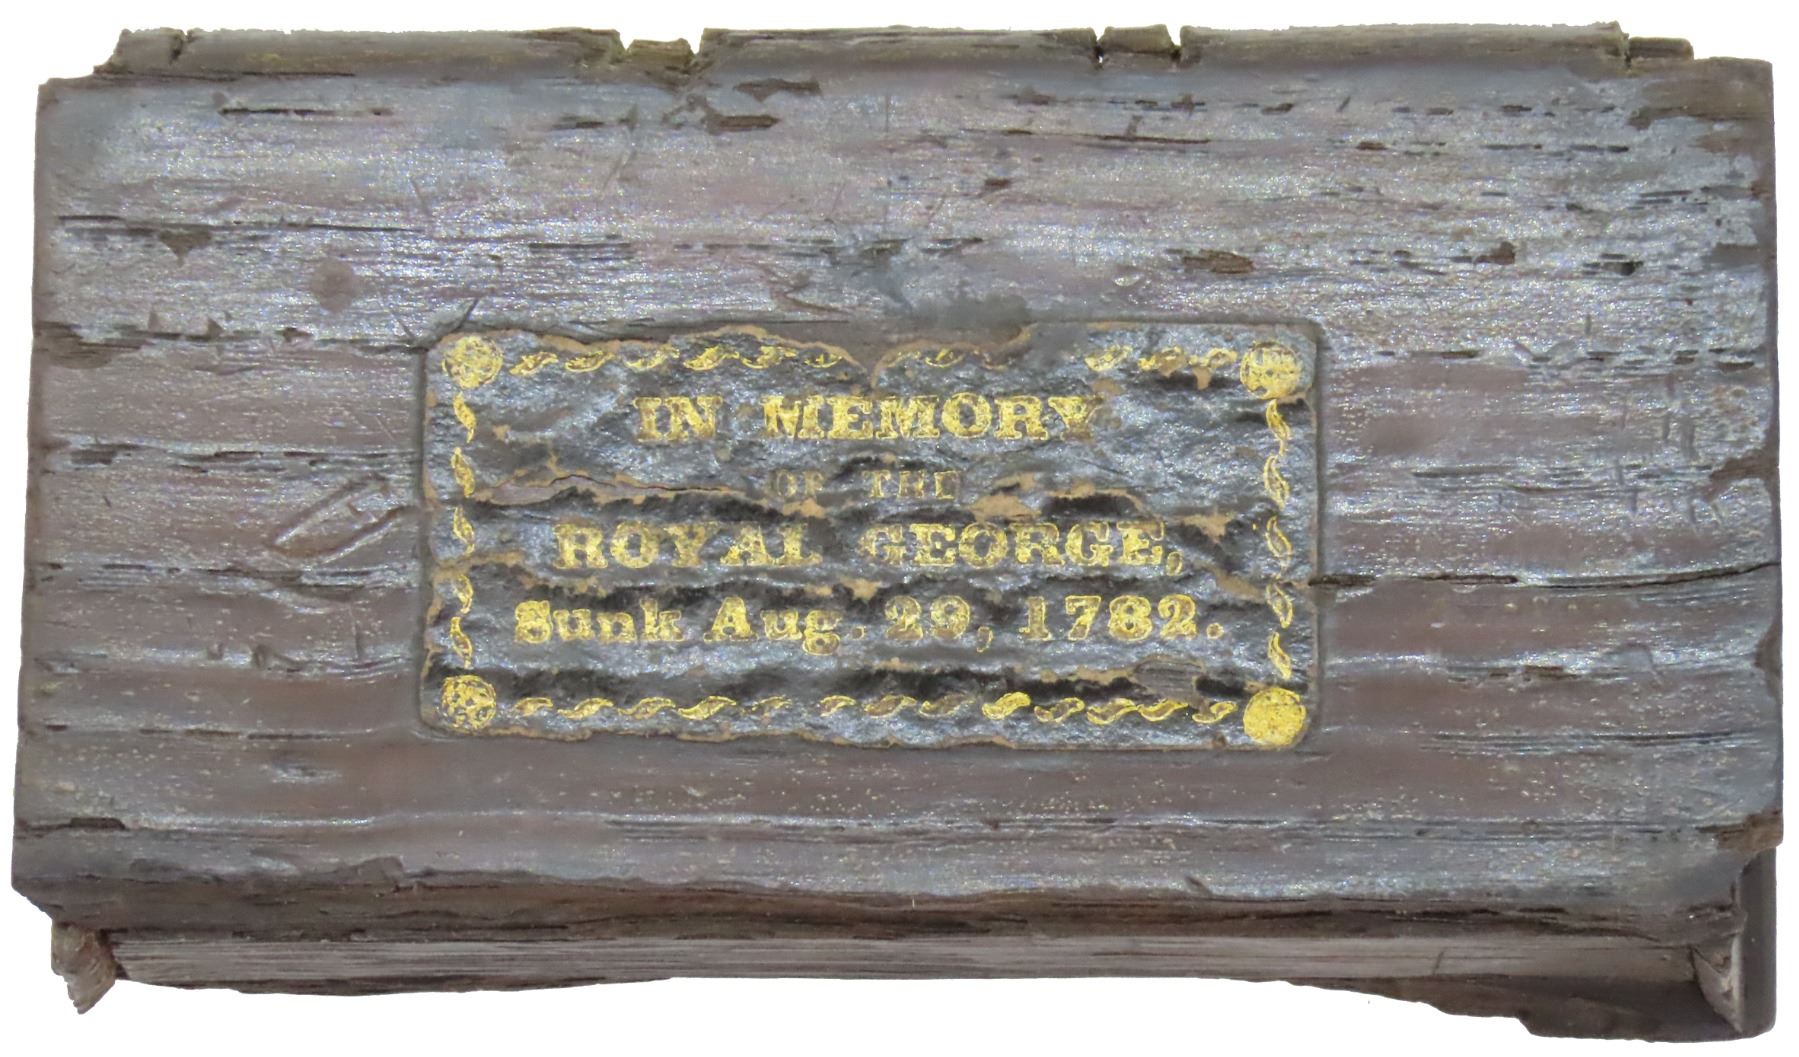 IN MEMORY
OF THE
ROYAL GEORGE,
Sunk Aug. 29, 1782.